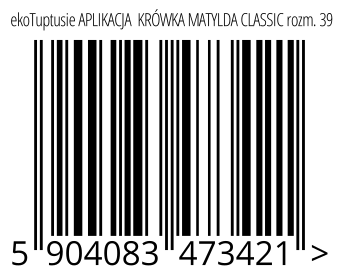 ekoTuptusie APLIKACJA  KRÓWKA MATYLDA CLASSIC rozm. 39
5 904083 473421 >